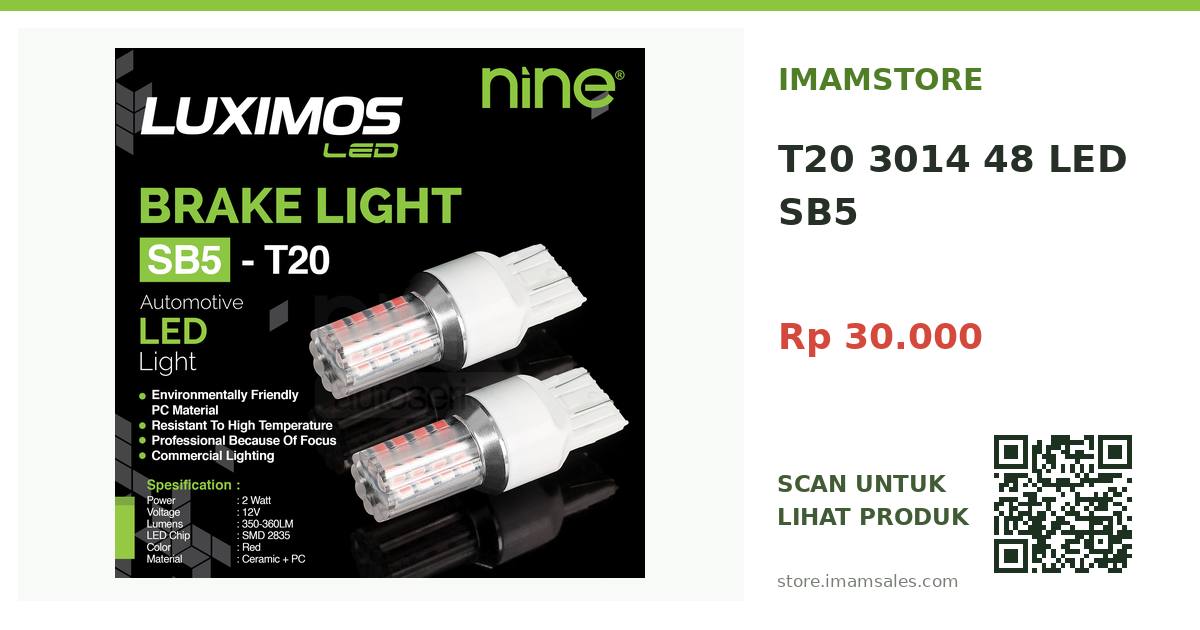 nine®
LUXIMOS
LED
BRAKE LIGHT
SB5 - T20
Automotive
LED
Light
Environmentally Friendly
PC Material
Resistant To High Temperature
Professional Because Of Focus
Commercial Lighting
Spesification :
Power : 2 Watt
Voltage : 12V
Lumens : 350-360LM
LED Chip : SMD 2835
Color : Red
Material : Ceramic + PC
IMAMSTORE
T20 3014 48 LED
SB5
Rp 30.000
SCAN UNTUK
LIHAT PRODUK
store.imamsales.com